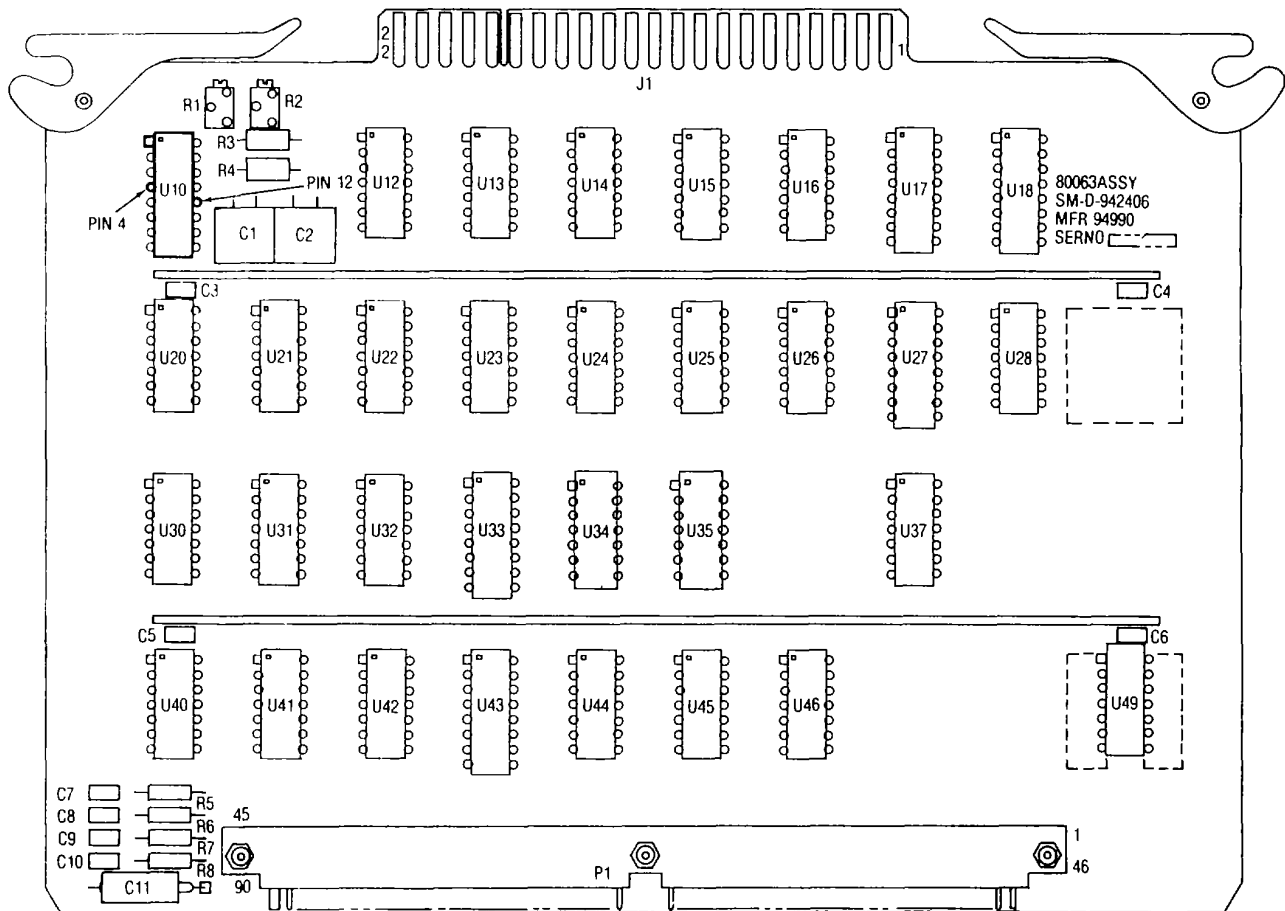 2
2
1
J1
R1
R2
R3
R4
U10
PIN 12
PIN 4
C1
C2
U12
U13
U14
U15
U16
U17
U18
80063ASSY
SM-D-942406
MFR 94990
SERNO
C3
C4
U20
U21
U22
U23
U24
U25
U26
U27
U28
U30
U31
U32
U33
U34
U35
U37
C5
C6
U40
U41
U42
U43
U44
U45
U46
U49
C7
R5
C8
R6
C9
R7
C10
R8
C11
45
1
90
P1
46